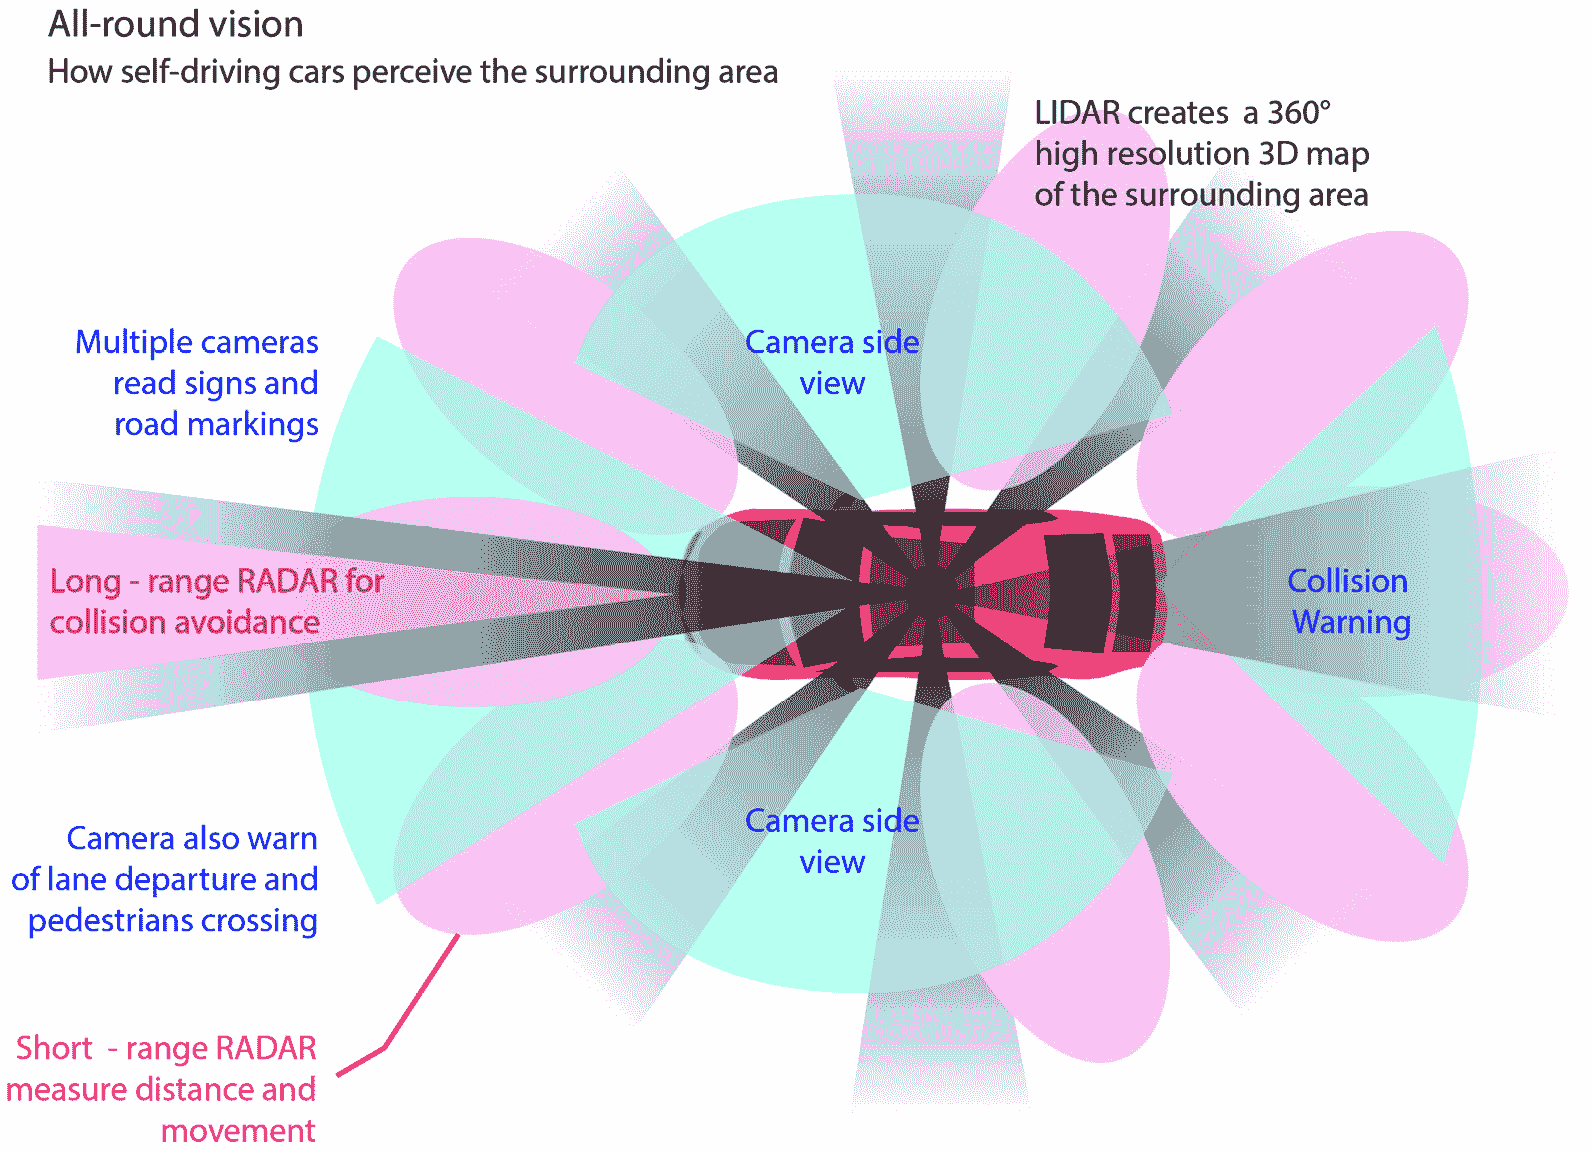 All-round vision
How self-driving cars perceive the surrounding area
LIDAR creates a 360°
high resolution 3D map
of the surrounding area
Multiple cameras
read signs and
road markings
Camera side
view
Long - range RADAR for
collision avoidance
Collision
Warning
Camera side
view
Camera also warn
of lane departure and
pedestrians crossing
Short - range RADAR
measure distance and
movement